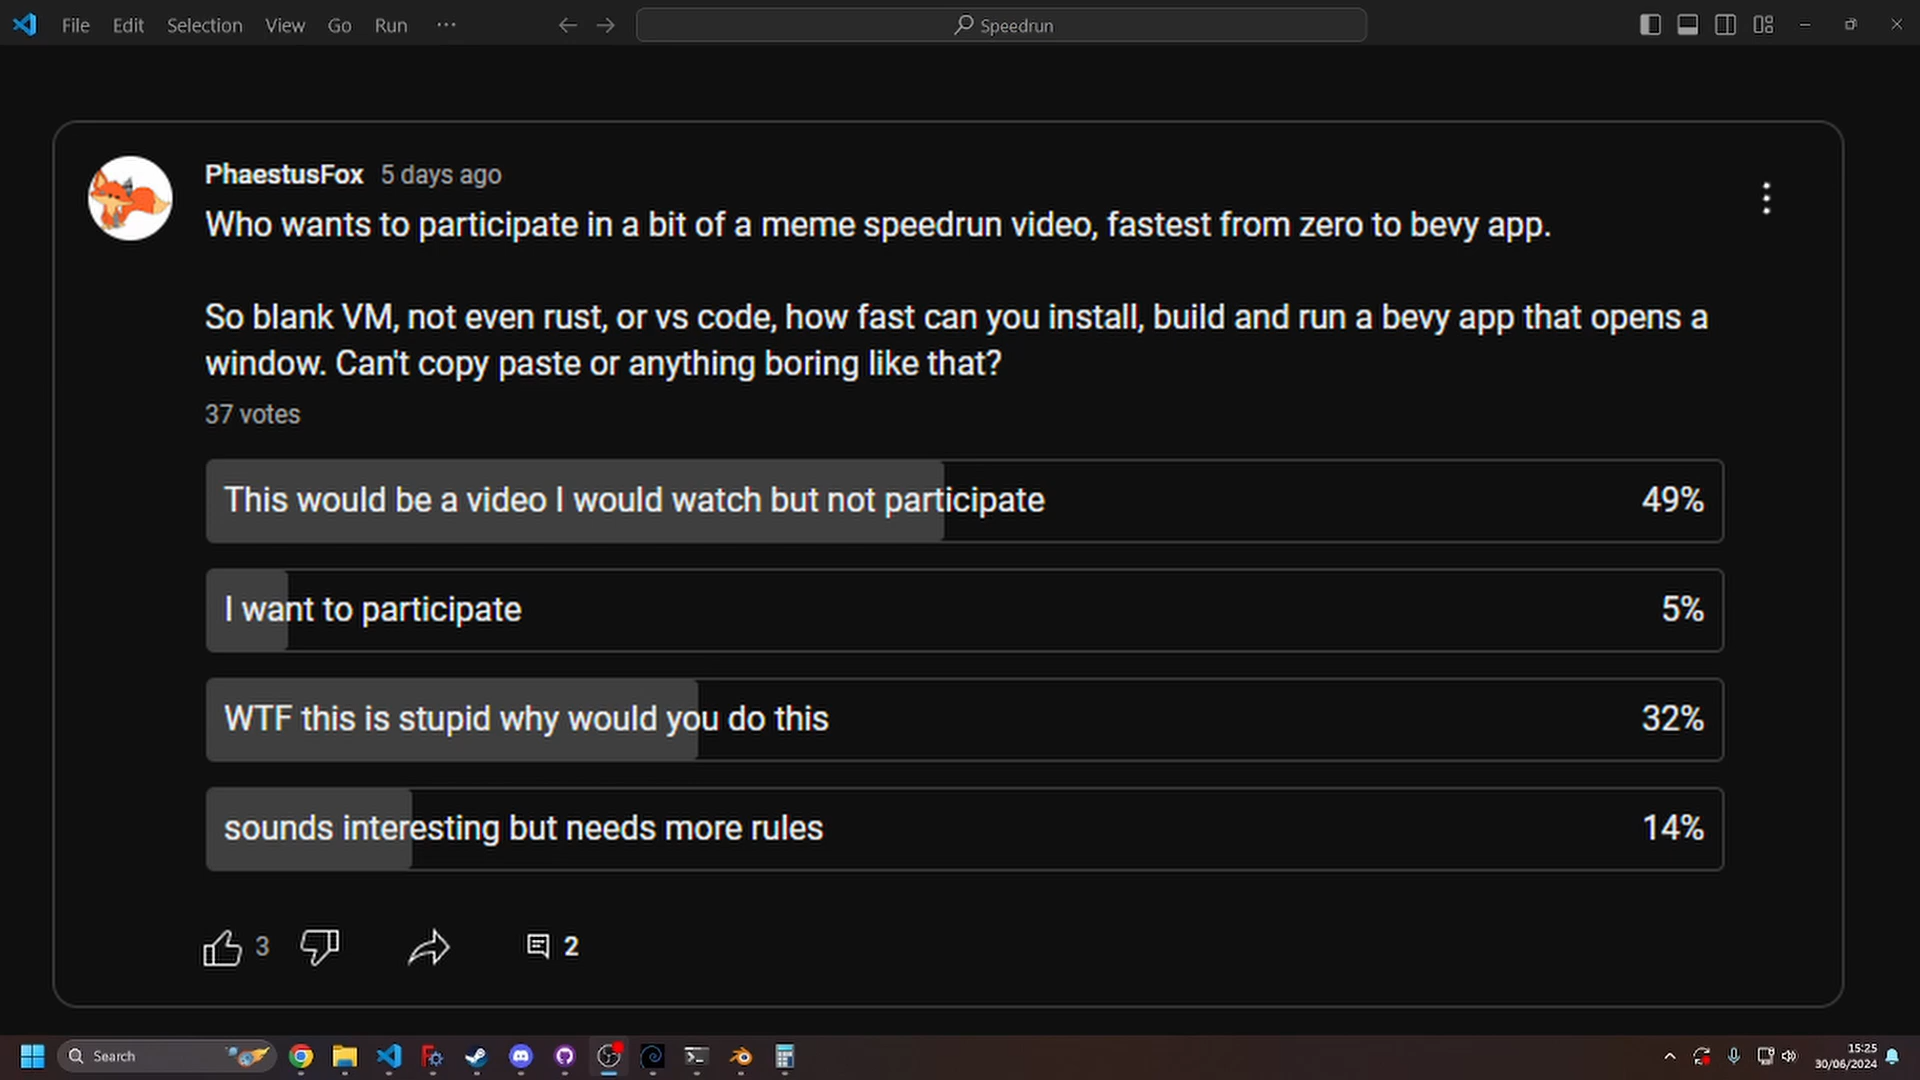 File Edit Selection View Go Run ··· Speedrun
PhaestusFox 5 days ago
Who wants to participate in a bit of a meme speedrun video, fastest from zero to bevy app.
So blank VM, not even rust, or vs code, how fast can you install, build and run a bevy app that opens a
window. Can't copy paste or anything boring like that?
37 votes
This would be a video I would watch but not participate 49%
I want to participate 5%
WTF this is stupid why would you do this 32%
sounds interesting but needs more rules 14%
3 2
Search
15:25
30/06/2024